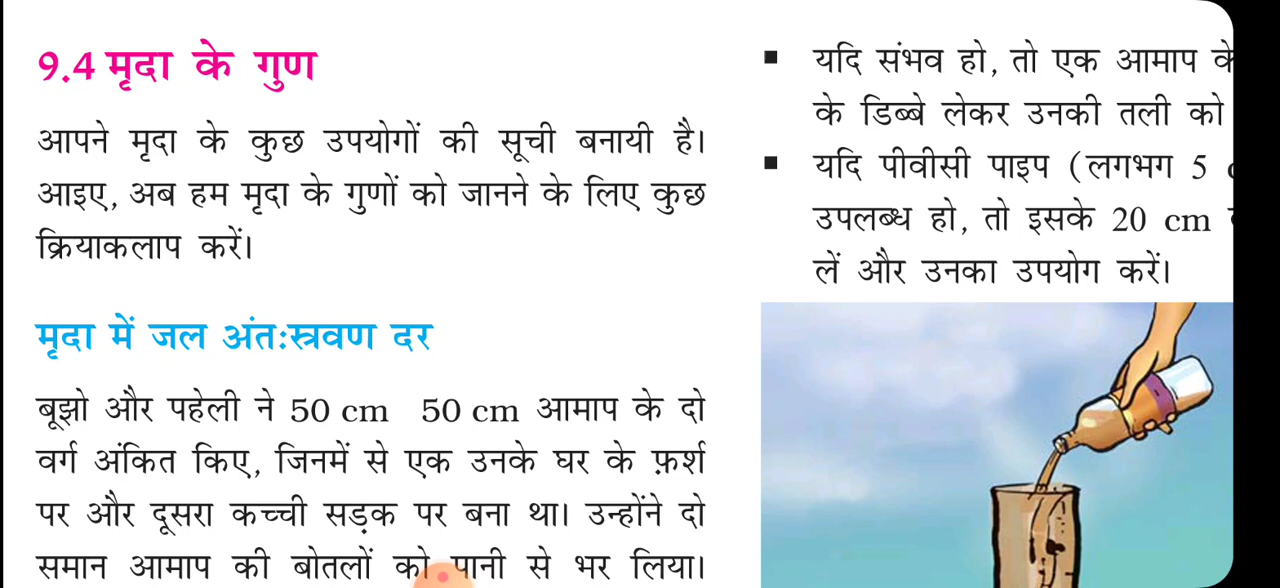 9.4 मृदा के गुण
आपने मृदा के कुछ उपयोगों की सूची बनायी है।
आइए, अब हम मृदा के गुणों को जानने के लिए कुछ
क्रियाकलाप करें।
मृदा में जल अंतःस्त्रवण दर
बूझो और पहेली ने 50 cm 50 cm आमाप के दो
वर्ग अंकित किए, जिनमें से एक उनके घर के फ़र्श
पर और दूसरा कच्ची सड़क पर बना था। उन्होंने दो
समान आमाप की बोतलों को पानी से भर लिया।
▪ यदि संभव हो, तो एक आमाप के
के डिब्बे लेकर उनकी तली को
▪ यदि पीवीसी पाइप (लगभग 5
उपलब्ध हो, तो इसके 20 cm
लें और उनका उपयोग करें।